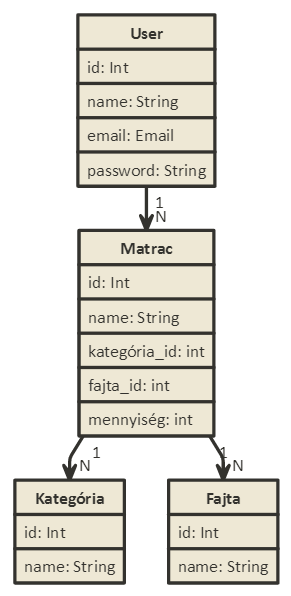 User
id: Int
name: String
email: Email
password: String
1
N
Matrac
id: Int
name: String
kategória_id: int
fajta_id: int
mennyiség: int
1
N
1
N
Kategória
id: Int
name: String
Fajta
id: Int
name: String